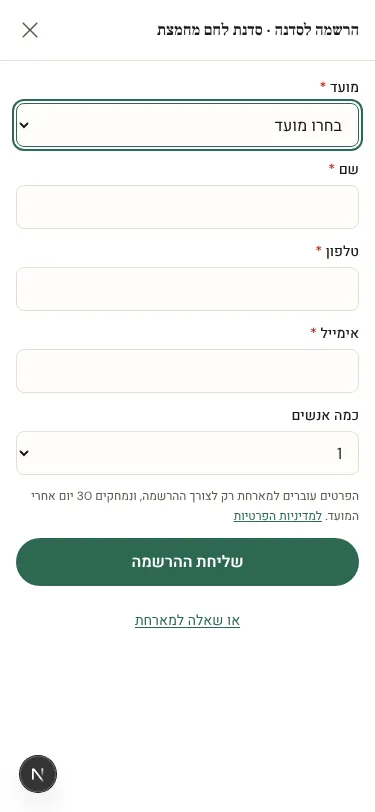 הרשמה לסדנה · סדנת לחם מחמצת
מועד *
בחרו מועד
שם *
טלפון *
אימייל *
כמה אנשים
1
הפרטים עוברים למארחת רק לצורך ההרשמה, ונמחקים 30 יום אחרי
המועד. למדיניות הפרטיות
שליחת ההרשמה
או שאלה למארחת
N